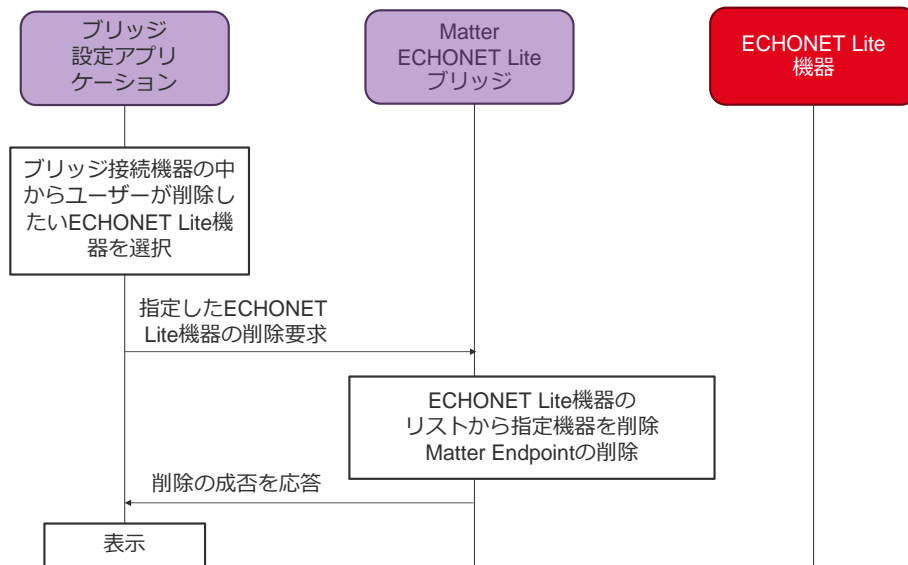 ブリッジ
設定アプリ
ケーション
Matter
ECHONET Lite
ブリッジ
ECHONET Lite
機器
ブリッジ接続機器の中
からユーザーが削除し
たいECHONET Lite機
器を選択
指定したECHONET
Lite機器の削除要求
ECHONET Lite機器の
リストから指定機器を削除
Matter Endpointの削除
削除の成否を応答
表示